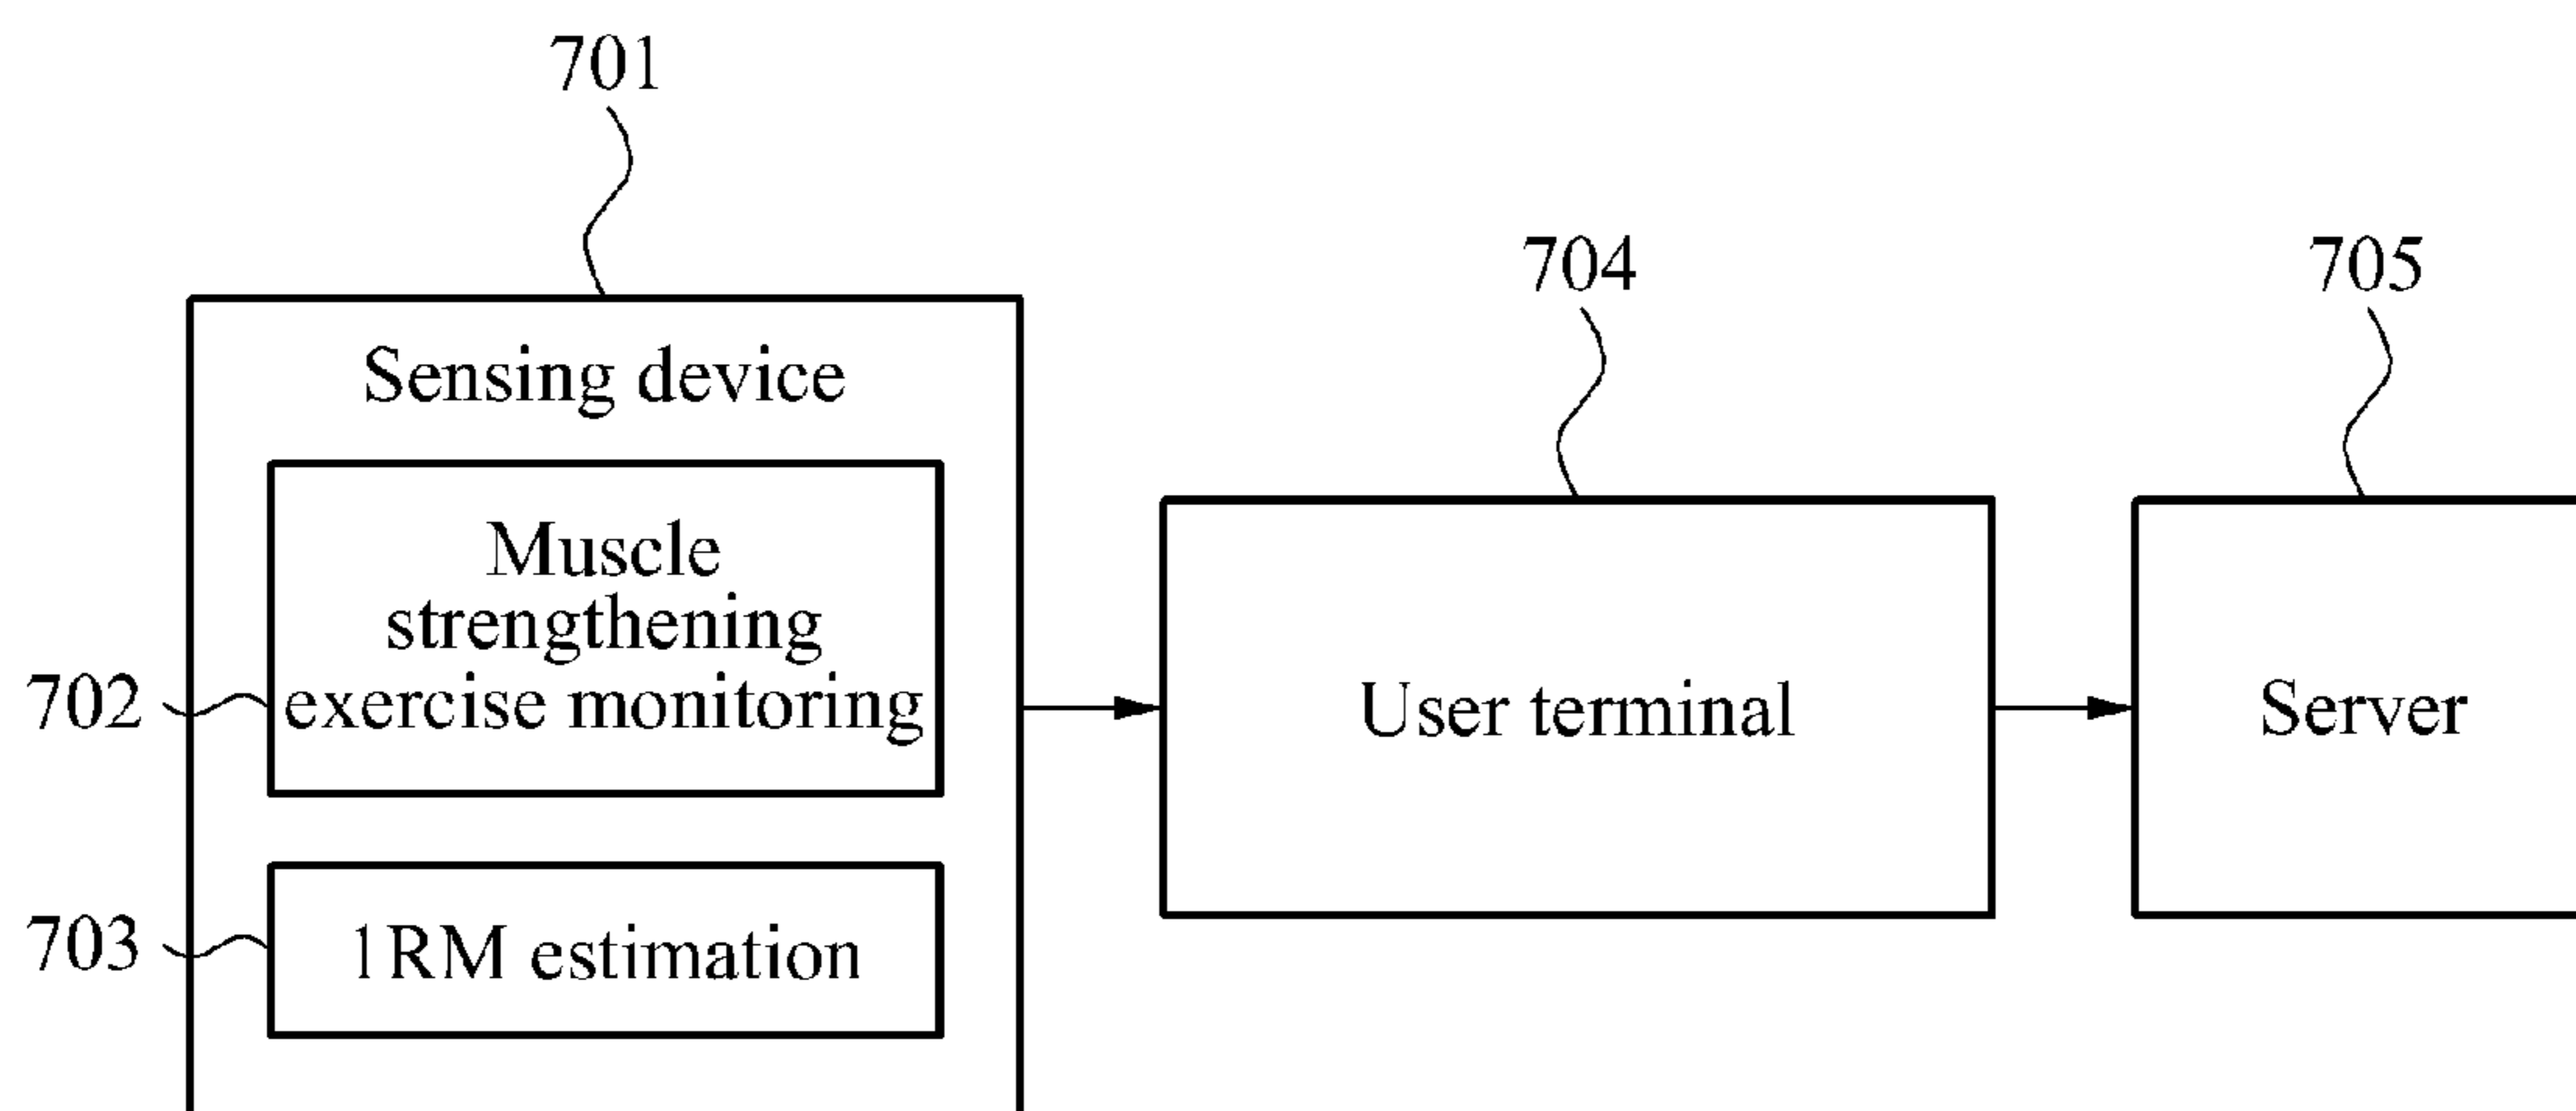 701
704
705
Sensing device
Muscle
strengthening
exercise monitoring
702
User terminal
Server
703
1RM estimation